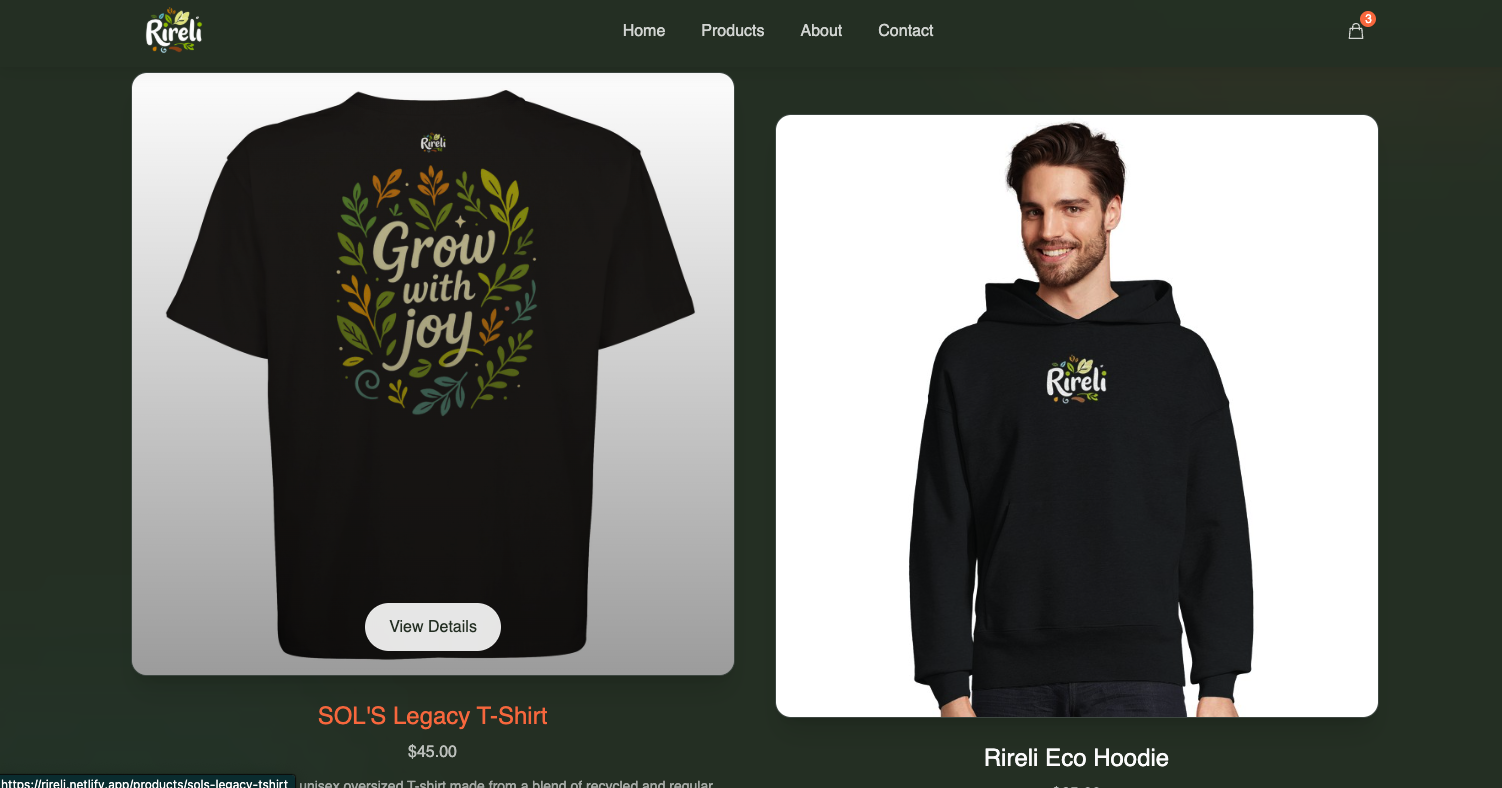 Rireli
Home
Products
About
Contact
3
Rireli
Grow
with
joy
View Details
Rireli
SOL'S Legacy T-Shirt
$45.00
Rireli Eco Hoodie
https://rireli.netlify.app/products/sols-legacy-tshirt
unisex oversized T-shirt made from a blend of recycled and regular